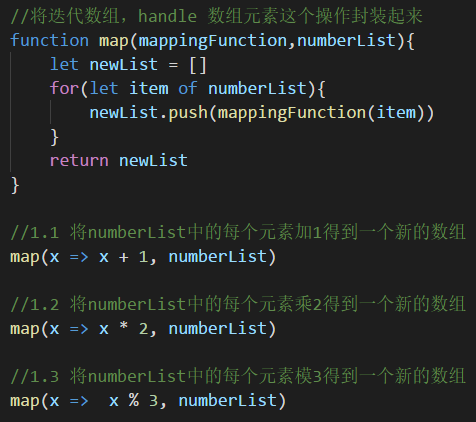 //将迭代数组，handle 数组元素这个操作封装起来
function map(mappingFunction,numberList){
    let newList = []
    for(let item of numberList){
        newList.push(mappingFunction(item))
    }
    return newList
}

//1.1 将numberList中的每个元素加1得到一个新的数组
map(x => x + 1, numberList)

//1.2 将numberList中的每个元素乘2得到一个新的数组
map(x => x * 2, numberList)

//1.3 将numberList中的每个元素模3得到一个新的数组
map(x =>  x % 3, numberList)